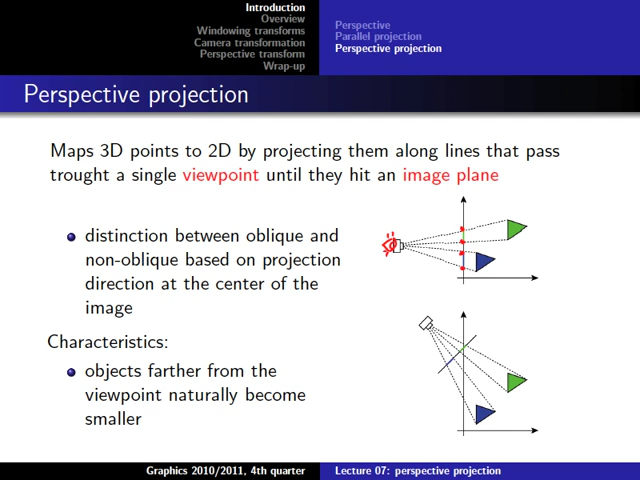 Introduction
Overview
Windowing transforms
Camera transformation
Perspective transform
Wrap-up
Perspective
Parallel projection
Perspective projection
Perspective projection
Maps 3D points to 2D by projecting them along lines that pass
trought a single viewpoint until they hit an image plane
distinction between oblique and
non-oblique based on projection
direction at the center of the
image
Characteristics:
objects farther from the
viewpoint naturally become
smaller
Graphics 2010/2011, 4th quarter
Lecture 07: perspective projection